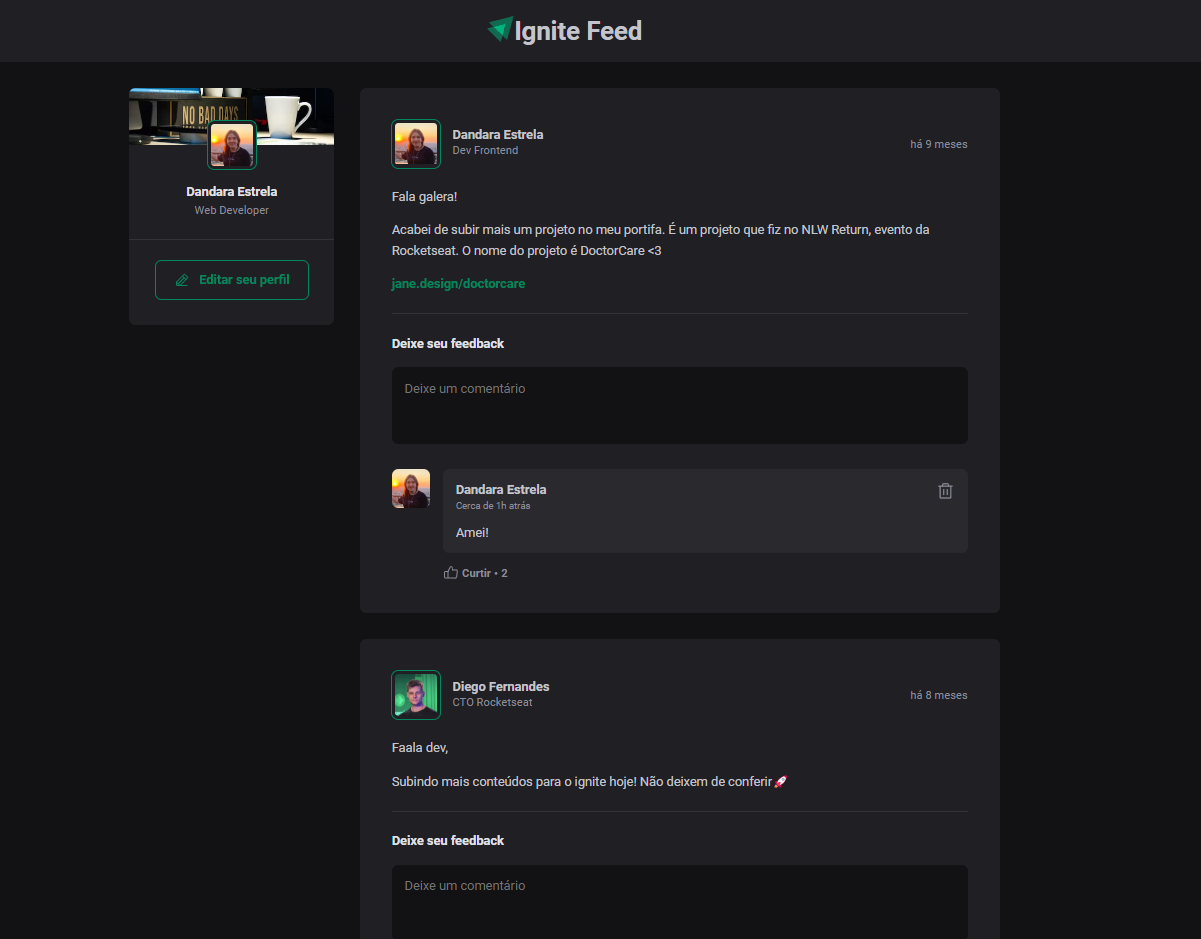 Ignite Feed
NO BAD DAYS
Dandara Estrela
Web Developer
Editar seu perfil
Dandara Estrela
Dev Frontend
há 9 meses
Fala galera!
Acabei de subir mais um projeto no meu portifa. É um projeto que fiz no NLW Return, evento da
Rocketseat. O nome do projeto é DoctorCare <3
jane.design/doctorcare
Deixe seu feedback
Deixe um comentário
Dandara Estrela
Cerca de 1h atrás
Amei!
Curtir • 2
Diego Fernandes
CTO Rocketseat
há 8 meses
Faala dev,
Subindo mais conteúdos para o ignite hoje! Não deixem de conferir🚀
Deixe seu feedback
Deixe um comentário